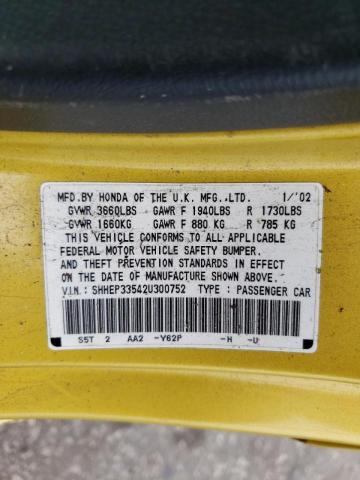 MFD.BY HONDA OF THE U.K. MFG.,LTD. 1/'02
GVWR 3660LBS GAWR F 1940LBS R 1730LBS
GVWR 1660KG GAWR F 880 KG R 785 KG
THIS VEHICLE CONFORMS TO ALL APPLICABLE
FEDERAL MOTOR VEHICLE SAFETY BUMPER,
AND THEFT PREVENTION STANDARDS IN EFFECT
ON THE DATE OF MANUFACTURE SHOWN ABOVE.
V.I.N.: SHHEP33542U300752 TYPE : PASSENGER CAR
S5T 2 AA2 -Y62P -H -U